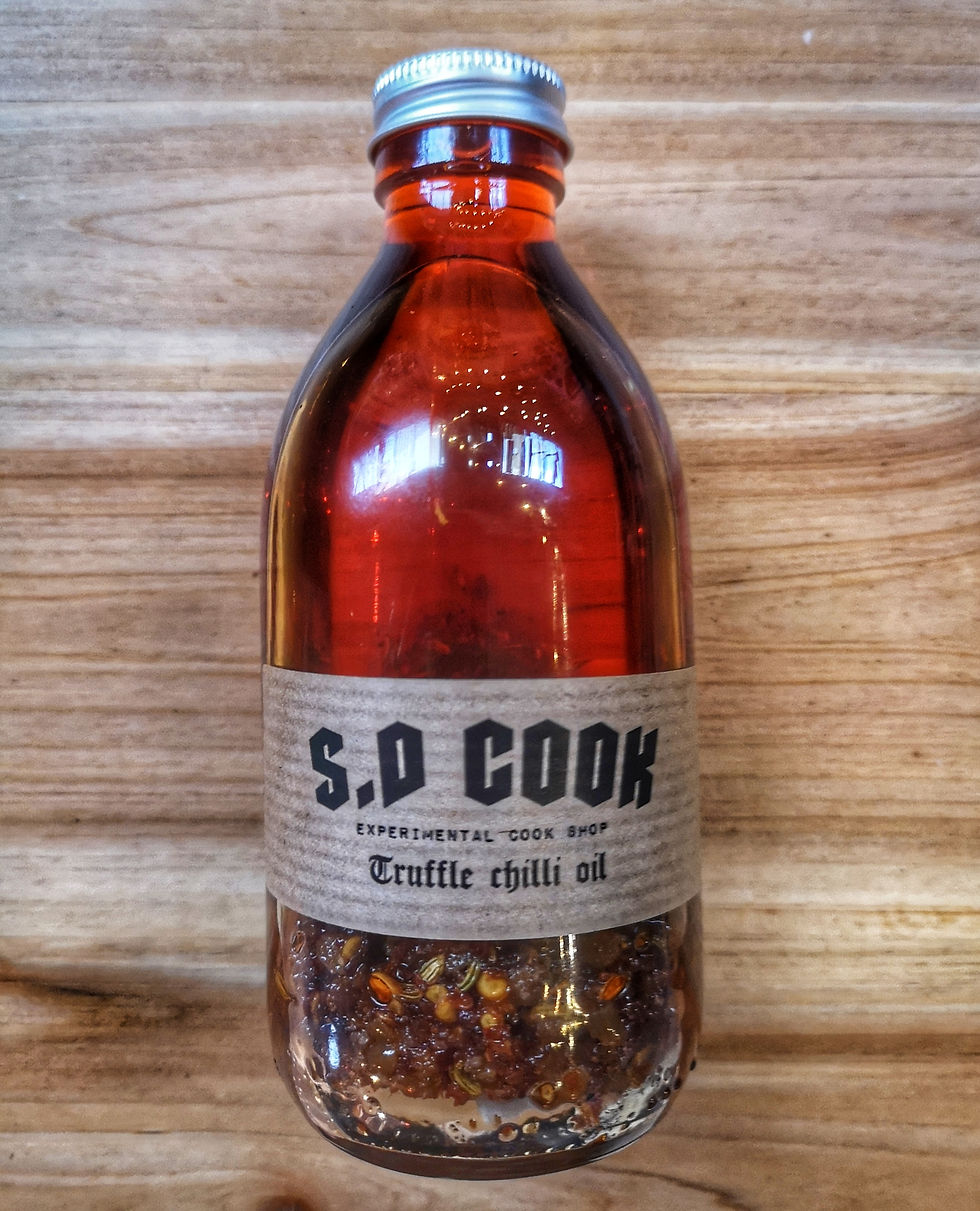 S.D COOK
EXPERIMENTAL COOK SHOP
Truffle chilli oil